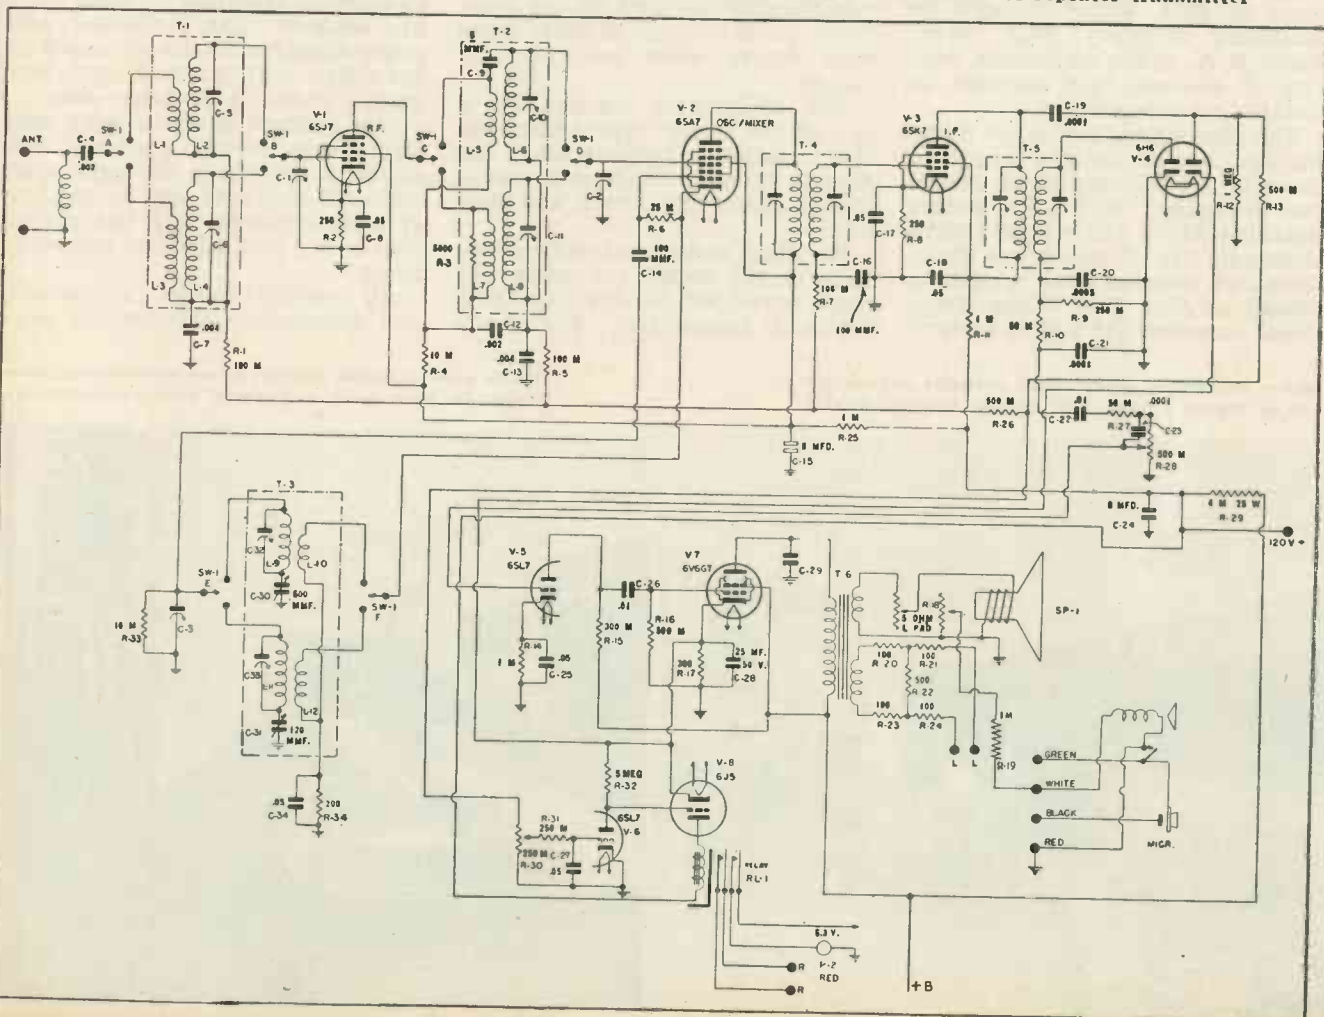 T-1
ANT.
C-4
.002
SW-1
A
L-1
L-2
C-5
SW-1
B
C-6
L-3
L-4
.004
C-7
R-1
100 M
C-1
V-1
6SJ7
R.F.
250
R-2
.05
C-8
SW-1
C
5
MMF.
C-9
T-2
C-10
L-5
L-6
SW-1
D
C-11
5000
R-3
L-7
L-8
C-12
.002
10 M
R-4
.004
C-13
100 M
R-5
C-2
V-2
6SA7
OSC/MIXER
25 M
R-6
100
MMF.
C-14
T-4
C-16
100 M
R-7
100 MMF.
V-3
6SK7
I.F.
.05
C-17
250
R-8
C-18
.05
1 M
R-11
T-5
C-19
.0001
6H6
V-4
1 MEG
R-12
500 M
R-13
C-20
.0005
R-9
250 M
50 M
R-10
C-21
.0001
500 M
R-26
.01
C-22
50 M
R-27
.0001
C-23
500 M
R-28
1 M
R-25
8 MFD.
C-15
8 MFD.
C-24
4 M 25 W
R-29
120V+
T-3
C-32
L-9
L-10
SW-1
E
C-30
600
MMF.
SW-1
F
10 M
R-33
C-3
C-33
L-11
L-12
C-31
120
MMF.
.05
C-34
200
R-34
V-5
6SL7
R-14
1 M
.05
C-25
C-26
.01
300 M
R-15
R-16
500 M
V7
6V6GT
300
R-17
25 MF.
50 V.
C-28
C-29
T 6
R-18
5 OHM
L PAD
SP-1
100
R-20
100
R-21
500
R-22
100
R-23
100
R-24
L
L
1M
R-19
GREEN
WHITE
BLACK
RED
MICR.
5 MEG
R-32
V-8
6J5
R-31
250 M
6SL7
V-6
250 M
R-30
C-27
.05
RELAY
RL-1
6.3 V.
P-2
RED
R
R
+B